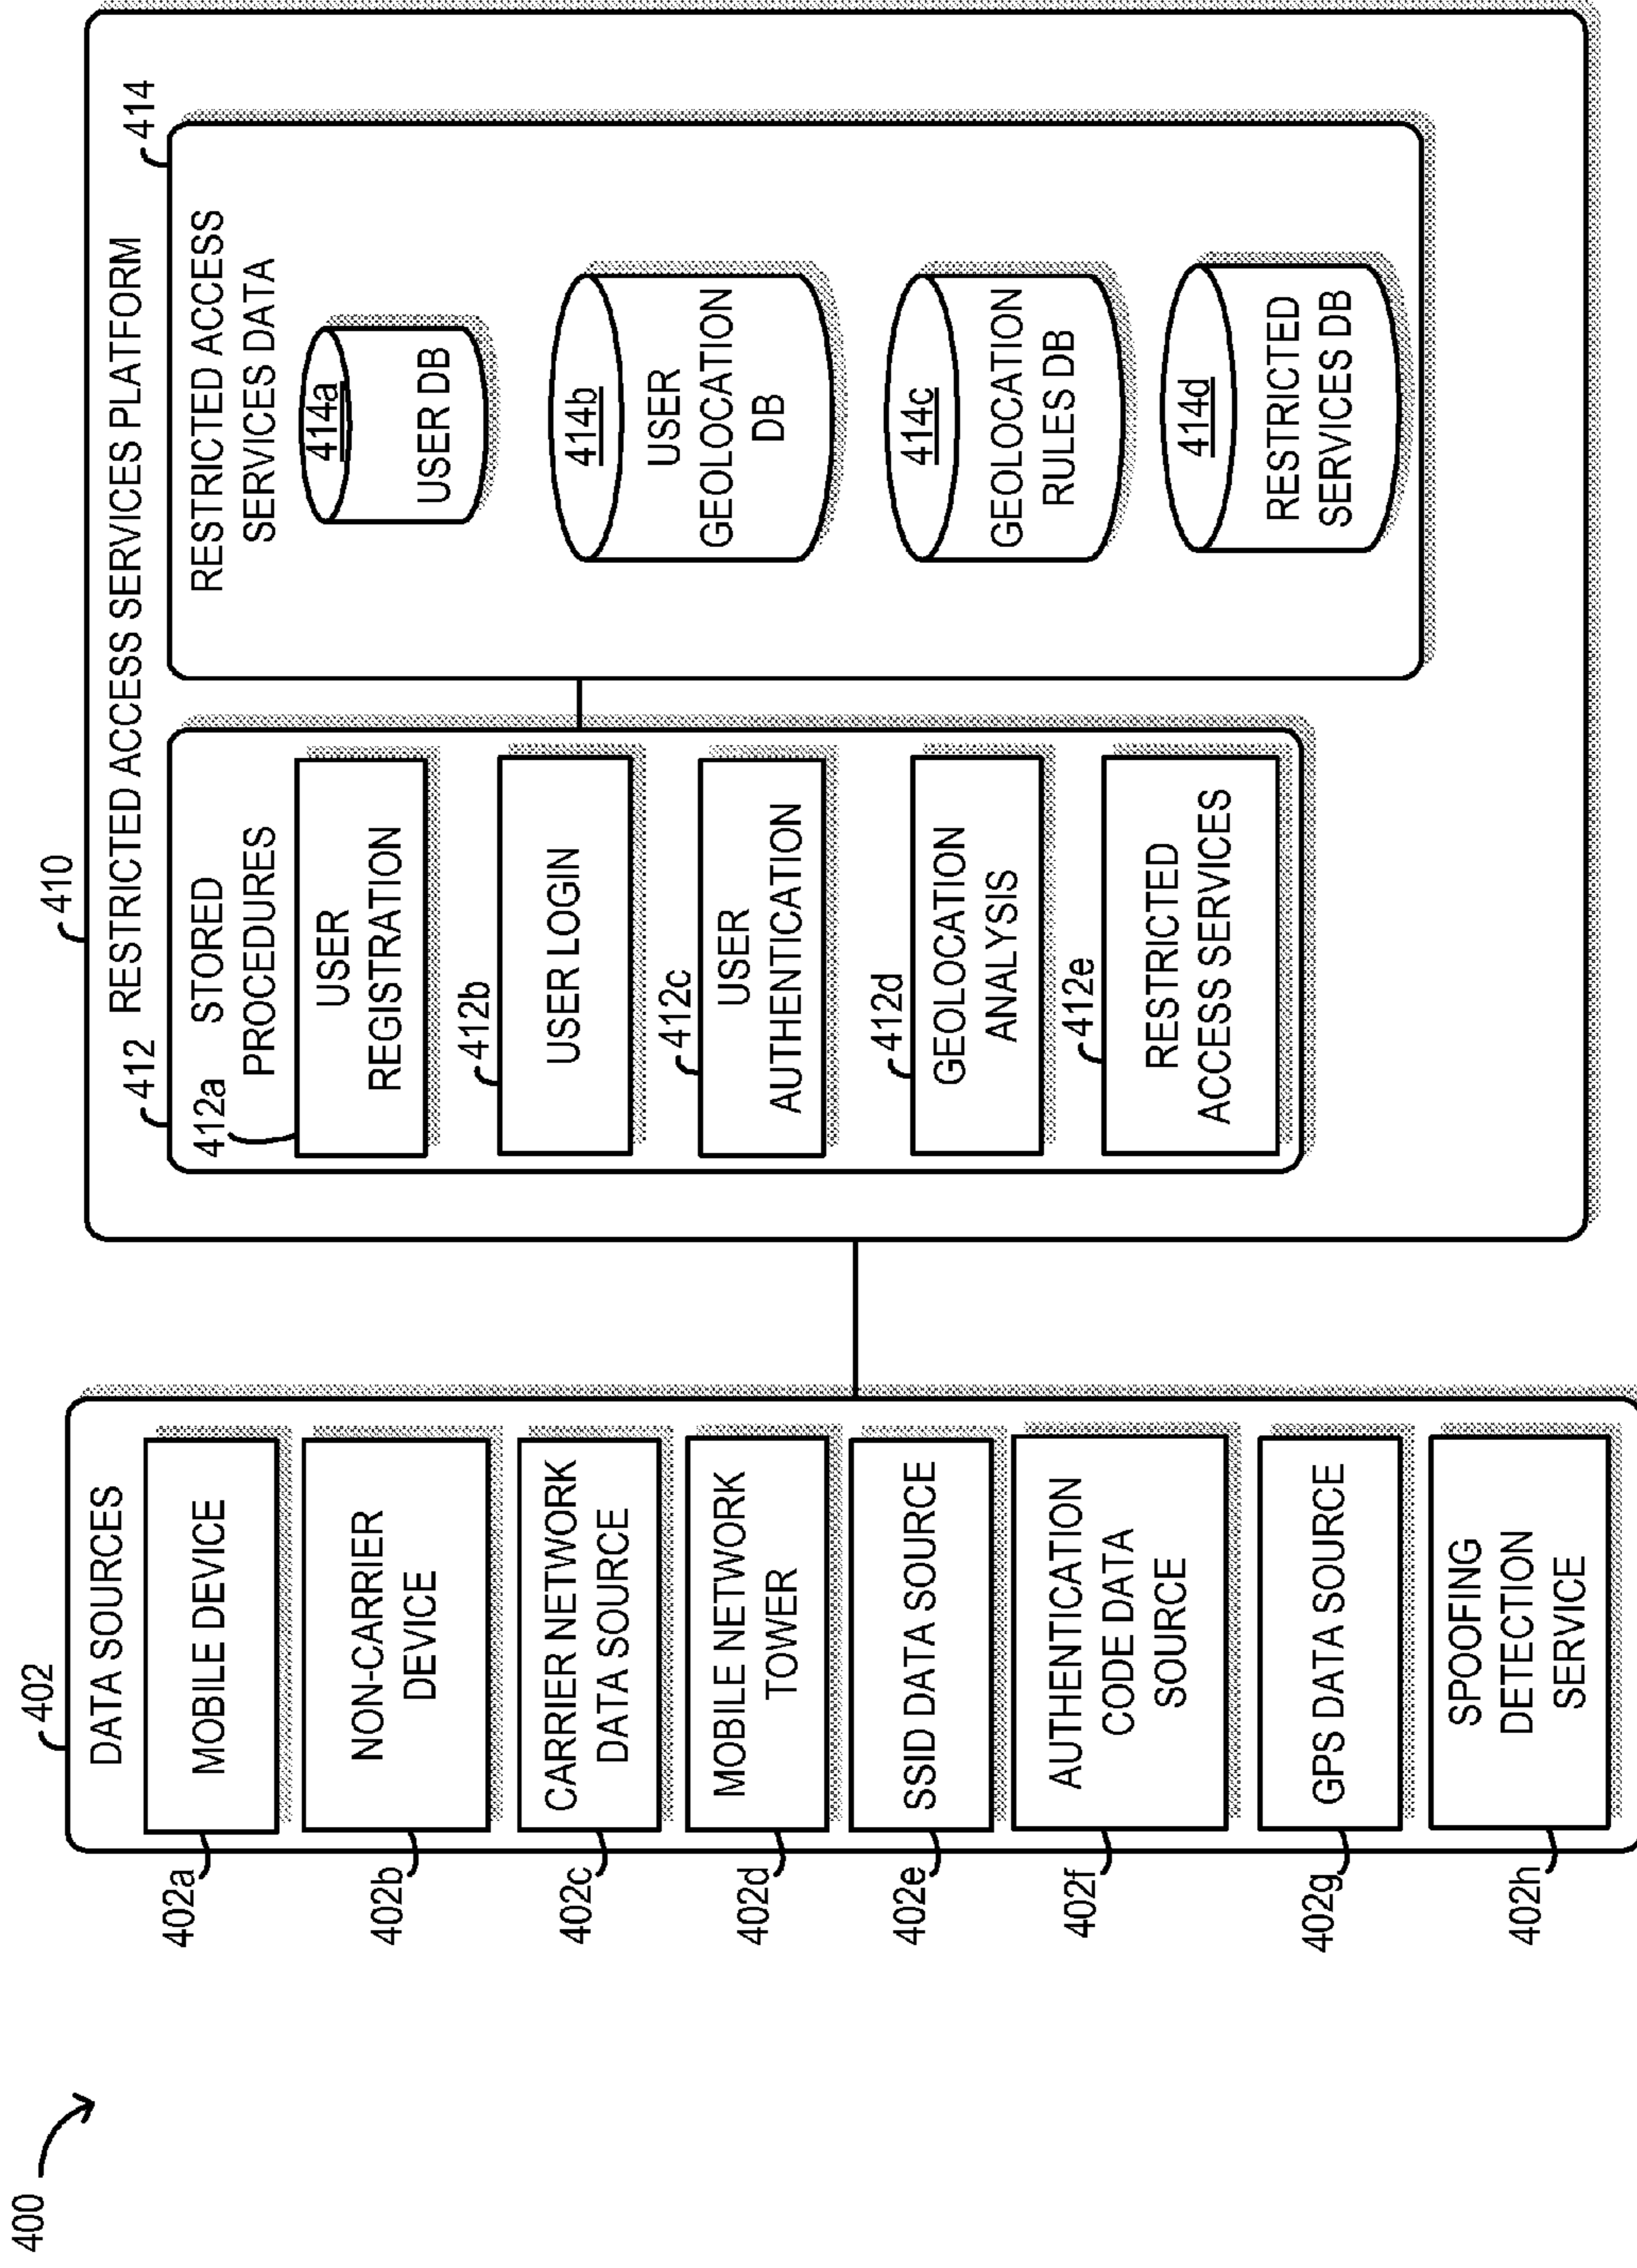 400
402
DATA SOURCES
402a
MOBILE DEVICE
402b
NON-CARRIER
DEVICE
402c
CARRIER NETWORK
DATA SOURCE
402d
MOBILE NETWORK
TOWER
402e
SSID DATA SOURCE
402f
AUTHENTICATION
CODE DATA
SOURCE
402g
GPS DATA SOURCE
402h
SPOOFING
DETECTION
SERVICE
410
RESTRICTED ACCESS SERVICES PLATFORM
412
STORED
PROCEDURES
412a
USER
REGISTRATION
412b
USER LOGIN
412c
USER
AUTHENTICATION
412d
GEOLOCATION
ANALYSIS
412e
RESTRICTED
ACCESS SERVICES
414
RESTRICTED ACCESS
SERVICES DATA
414a
USER DB
414b
USER
GEOLOCATION
DB
414c
GEOLOCATION
RULES DB
414d
RESTRICTED
SERVICES DB